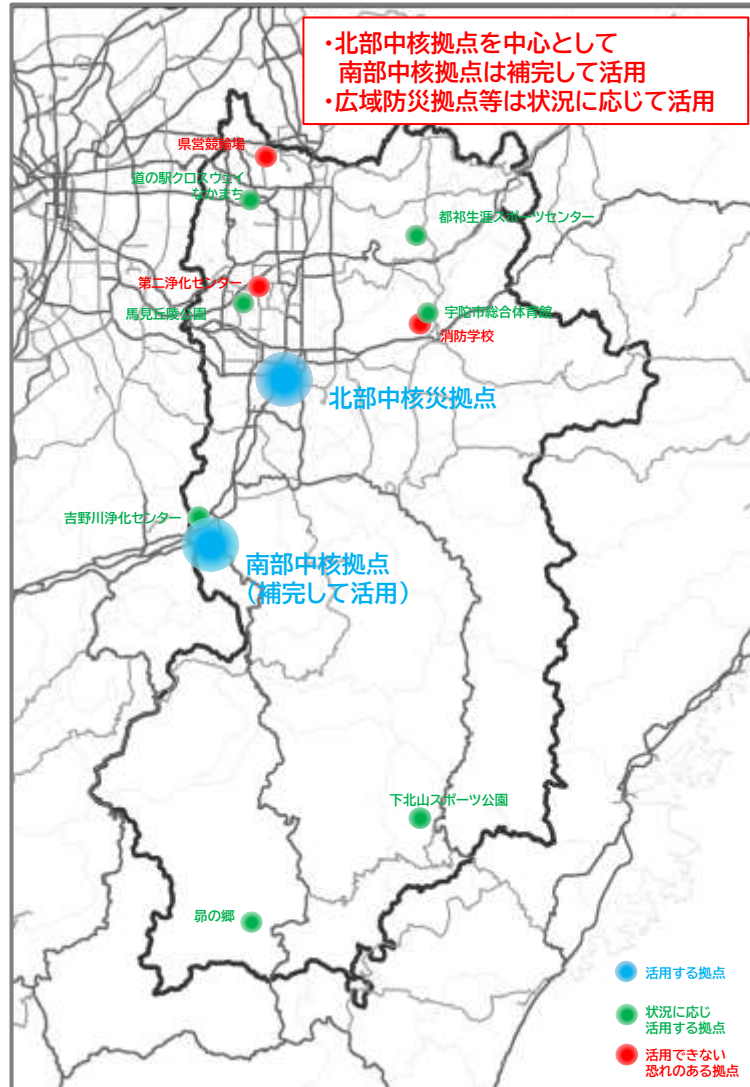 ・北部中核拠点を中心として
南部中核拠点は補完して活用
・広域防災拠点等は状況に応じて活用
県営競輪場
道の駅クロスウェイ
なかまち
都祁生涯スポーツセンター
第二浄化センター
馬見丘陵公園
宇陀市総合体育館
消防学校
北部中核災拠点
吉野川浄化センター
南部中核拠点
（補完して活用）
下北山スポーツ公園
昴の郷
活用する拠点
状況に応じ
活用する拠点
活用できない
恐れのある拠点